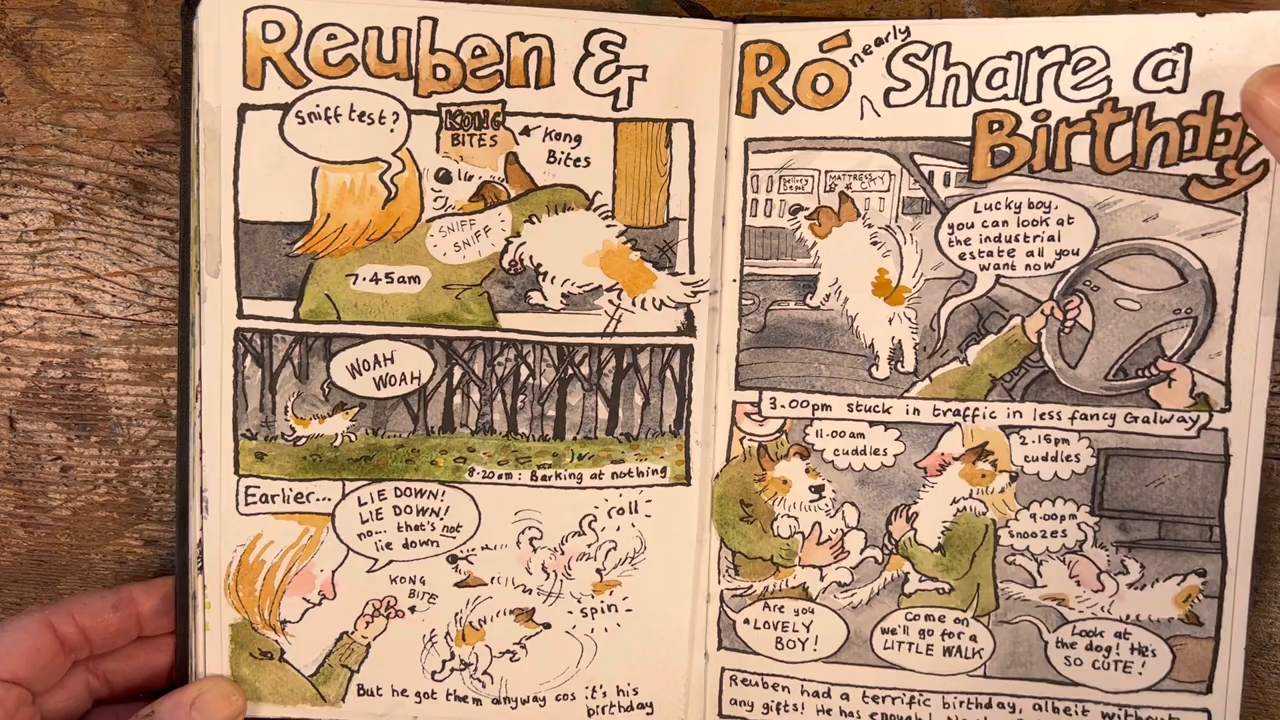 Reuben &
Ró nearly Share a
Birthday
Sniff test?
KONG
BITES
Kong
Bites
SNIFF
SNIFF
7.45am
WOAH
WOAH
8.20am: Barking at nothing
Earlier...
LIE DOWN!
LIE DOWN!
no... that's not
lie down
KONG
BITE
roll
spin
But he got them anyway cos it's his
birthday
Delivery
Depot
MATTRESS
CITY
Lucky boy,
you can look at
the industrial
estate all you
want now
3.00pm stuck in traffic in less fancy Galway
11.00am
cuddles
2.15pm
cuddles
9.00pm
snoozes
Are you
a LOVELY
BOY!
Come on
we'll go for a
LITTLE WALK
Look at
the dog! He's
SO CUTE!
Reuben had a terrific birthday, albeit without
any gifts! He has enough!